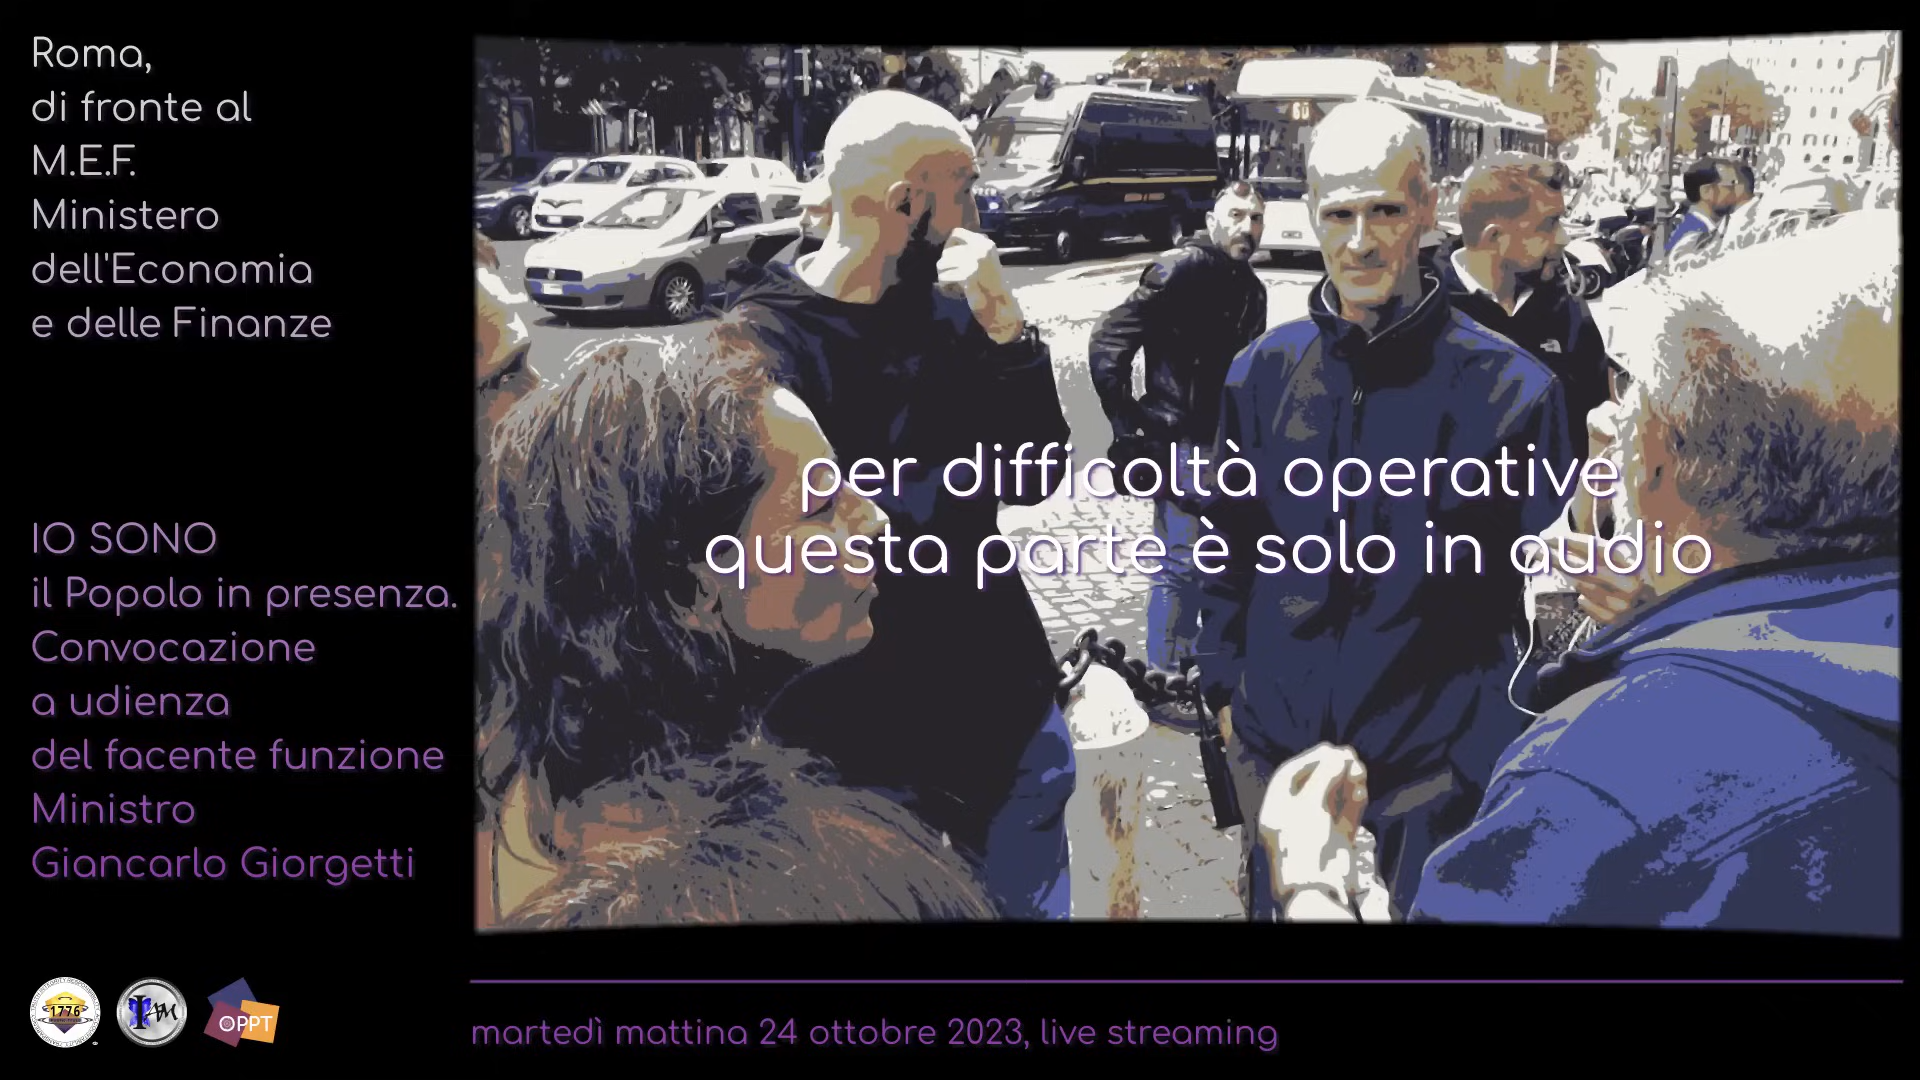 Roma,
di fronte al
M.E.F.
Ministero
dell'Economia
e delle Finanze
IO SONO
il Popolo in presenza.
Convocazione
a udienza
del facente funzione
Ministro
Giancarlo Giorgetti
60
per difficoltà operative
questa parte è solo in audio
1776
I AM
OPPT
martedì mattina 24 ottobre 2023, live streaming